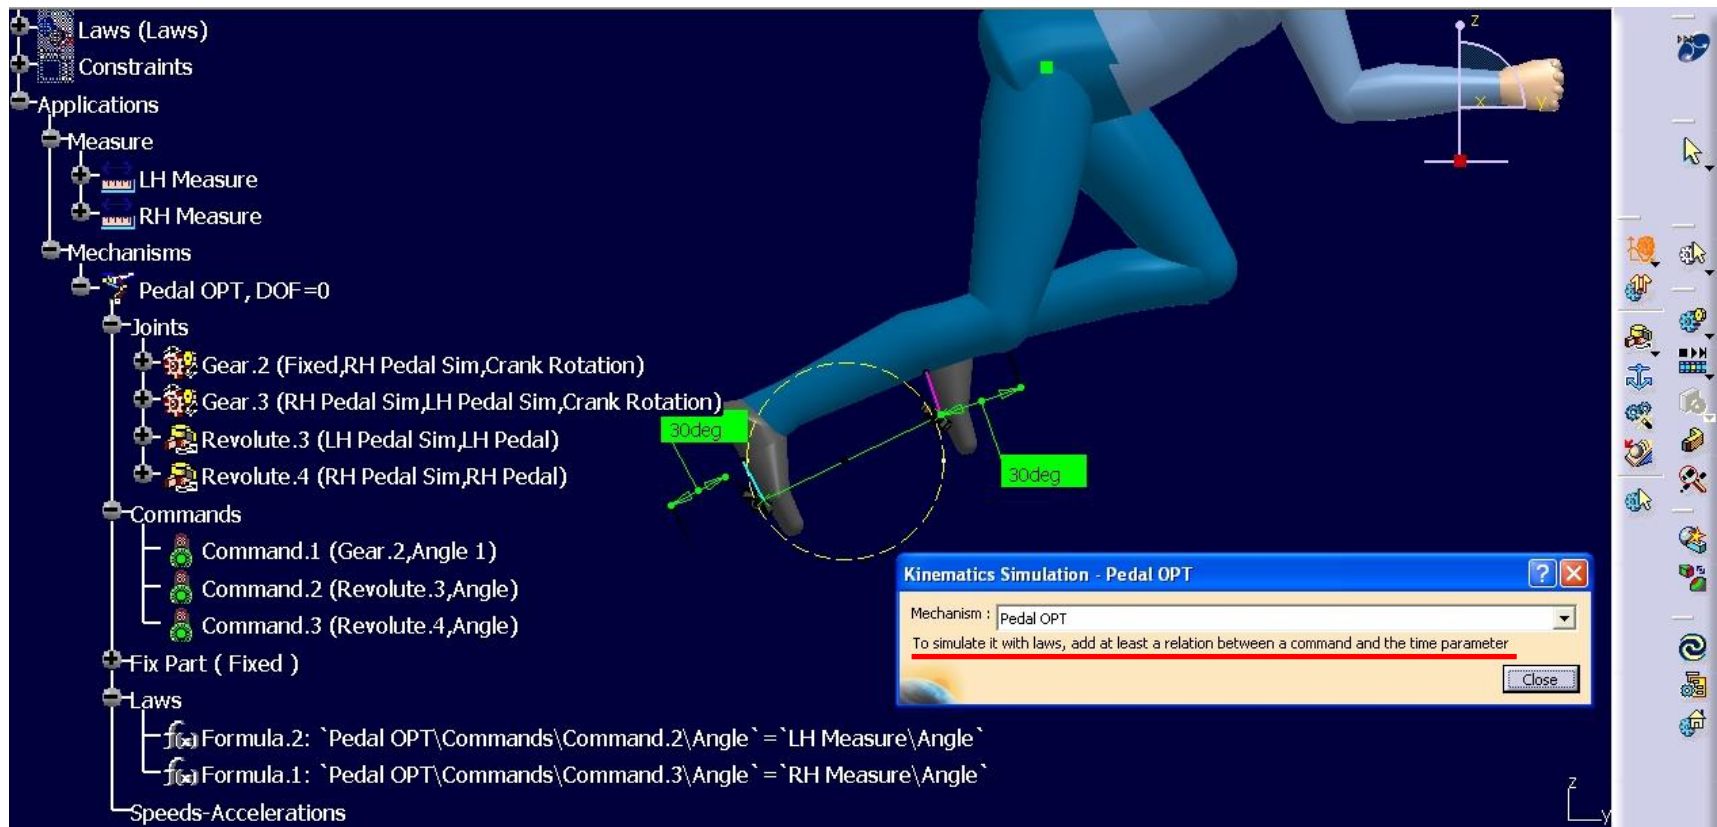 Laws (Laws)
Constraints
Applications
Measure
LH Measure
RH Measure
Mechanisms
Pedal OPT, DOF=0
Joints
Gear.2 (Fixed,RH Pedal Sim,Crank Rotation)
Gear.3 (RH Pedal Sim,LH Pedal Sim,Crank Rotation)
Revolute.3 (LH Pedal Sim,LH Pedal)
Revolute.4 (RH Pedal Sim,RH Pedal)
Commands
Command.1 (Gear.2,Angle 1)
Command.2 (Revolute.3,Angle)
Command.3 (Revolute.4,Angle)
Fix Part ( Fixed )
Laws
f(x) Formula.2: `Pedal OPT\Commands\Command.2\Angle`=`LH Measure\Angle`
f(x) Formula.1: `Pedal OPT\Commands\Command.3\Angle`=`RH Measure\Angle`
Speeds-Accelerations
30deg
30deg
z
x
y
Kinematics Simulation - Pedal OPT
Mechanism : Pedal OPT
To simulate it with laws, add at least a relation between a command and the time parameter
Close
z
y